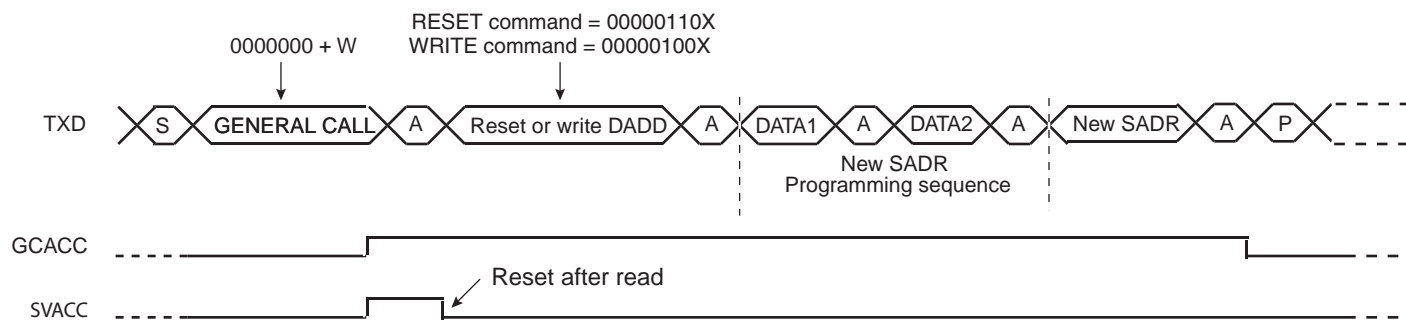 RESET command = 00000110X
0000000 + W
WRITE command = 00000100X
TXD S GENERAL CALL A Reset or write DADD A DATA1 A DATA2 A New SADR A P
New SADR
Programming sequence
GCACC
Reset after read
SVACC